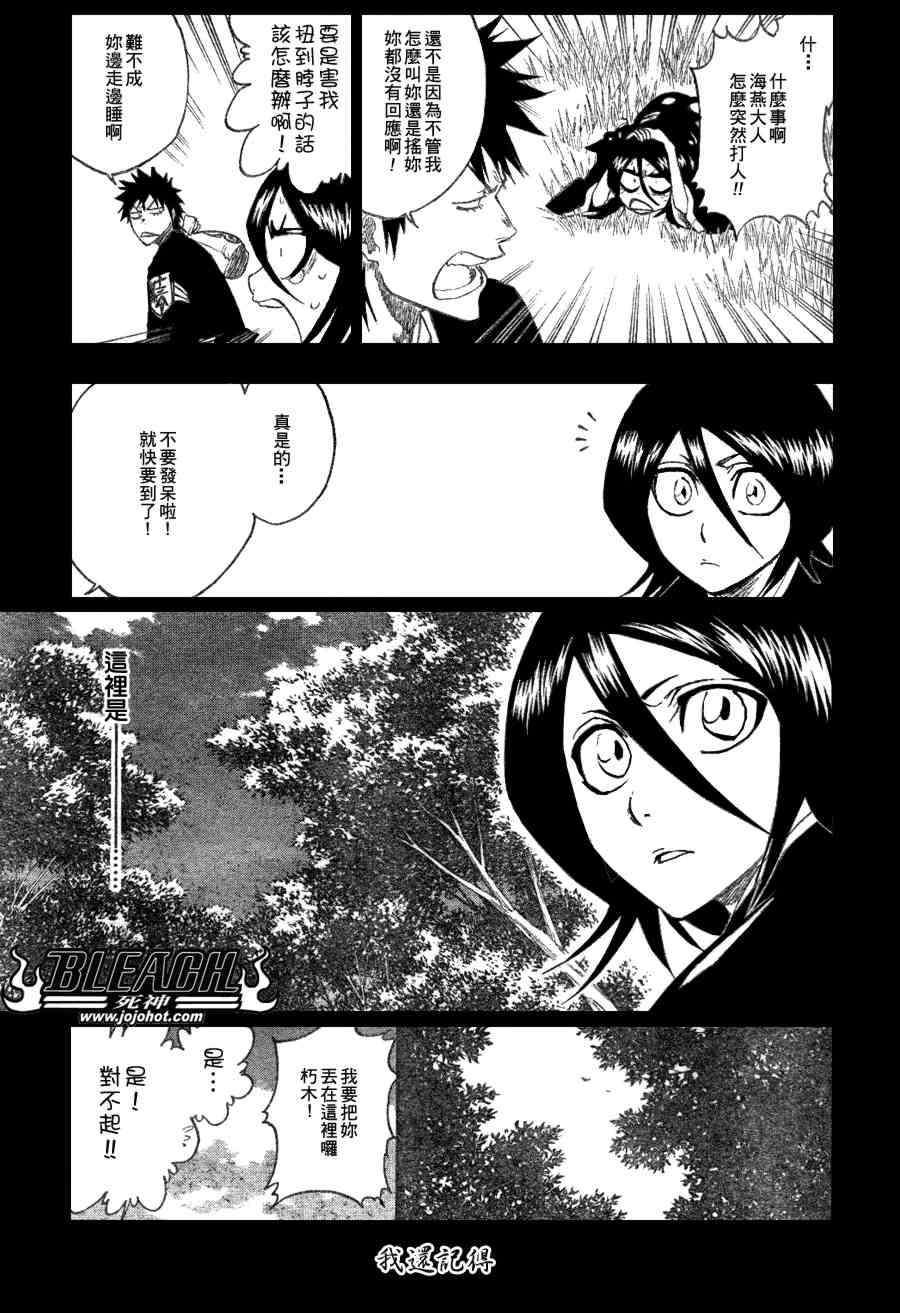 什…
什麼事啊
海燕大人
怎麼突然打人!!
還不是因為不管我
怎麼叫妳還是搖妳
妳都沒有回應啊！
要是害我
扭到脖子的話
該怎麼辦啊！
難不成
妳邊走邊睡啊
十三
真是的…
不要發呆啦！
就快要到了！
這裡是————………
BLEACH
死神
www.jojohot.com
我要把妳
丟在這裡囉
朽木！
是…
是！
對不起!!
我還記得